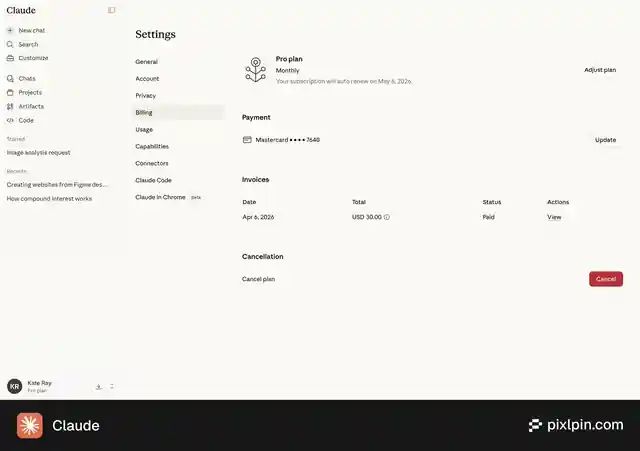 Claude
New chat
Search
Customize
Chats
Projects
Artifacts
Code
Starred
Image analysis request
Recents
Creating websites from Figma des...
How compound interest works
KR
Kate Ray
Pro plan
Settings
General
Account
Privacy
Billing
Usage
Capabilities
Connectors
Claude Code
Claude in Chrome Beta
Pro plan
Monthly
Your subscription will auto renew on May 6, 2026.
Adjust plan
Payment
Mastercard •••• 7640
Update
Invoices
Date Total Status Actions
Apr 6, 2026 USD 30.00 Paid View
Cancellation
Cancel plan Cancel
Claude
pixlpin.com